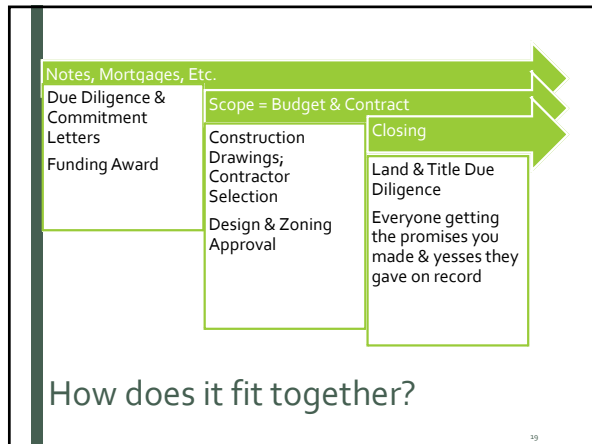 Notes, Mortgages, Etc.
Due Diligence &
Commitment
Letters
Funding Award
Scope = Budget & Contract
Construction
Drawings;
Contractor
Selection
Design & Zoning
Approval
Closing
Land & Title Due
Diligence
Everyone getting
the promises you
made & yesses they
gave on record
How does it fit together?
19